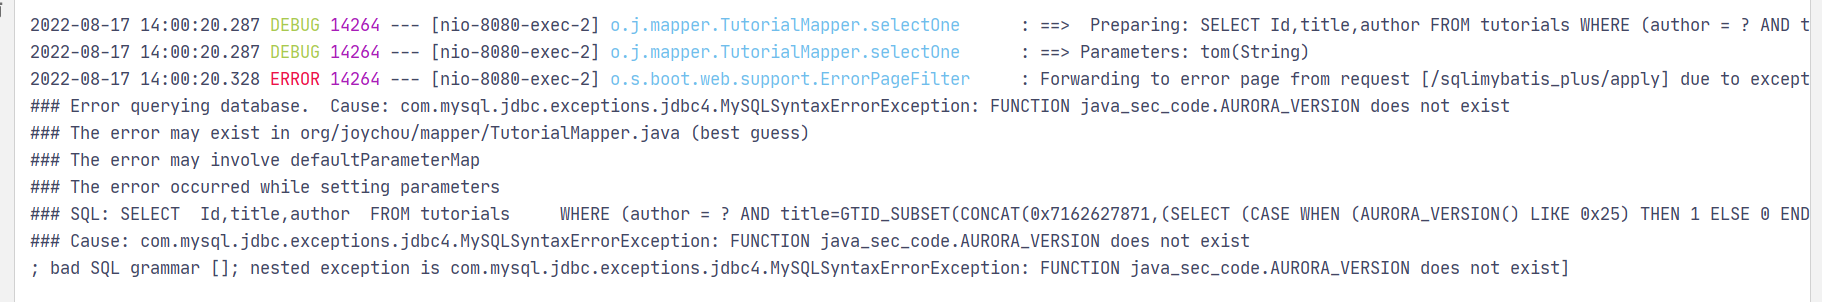 2022-08-17 14:00:20.287 DEBUG 14264 --- [nio-8080-exec-2] o.j.mapper.TutorialMapper.selectOne : ==> Preparing: SELECT Id,title,author FROM tutorials WHERE (author = ? AND t
2022-08-17 14:00:20.287 DEBUG 14264 --- [nio-8080-exec-2] o.j.mapper.TutorialMapper.selectOne : ==> Parameters: tom(String)
2022-08-17 14:00:20.328 ERROR 14264 --- [nio-8080-exec-2] o.s.boot.web.support.ErrorPageFilter : Forwarding to error page from request [/sqlimybatis_plus/apply] due to except
### Error querying database.  Cause: com.mysql.jdbc.exceptions.jdbc4.MySQLSyntaxErrorException: FUNCTION java_sec_code.AURORA_VERSION does not exist
### The error may exist in org/joychou/mapper/TutorialMapper.java (best guess)
### The error may involve defaultParameterMap
### The error occurred while setting parameters
### SQL: SELECT  Id,title,author  FROM tutorials     WHERE (author = ? AND title=GTID_SUBSET(CONCAT(0x7162627871,(SELECT (CASE WHEN (AURORA_VERSION() LIKE 0x25) THEN 1 ELSE 0 END
### Cause: com.mysql.jdbc.exceptions.jdbc4.MySQLSyntaxErrorException: FUNCTION java_sec_code.AURORA_VERSION does not exist
; bad SQL grammar []; nested exception is com.mysql.jdbc.exceptions.jdbc4.MySQLSyntaxErrorException: FUNCTION java_sec_code.AURORA_VERSION does not exist]